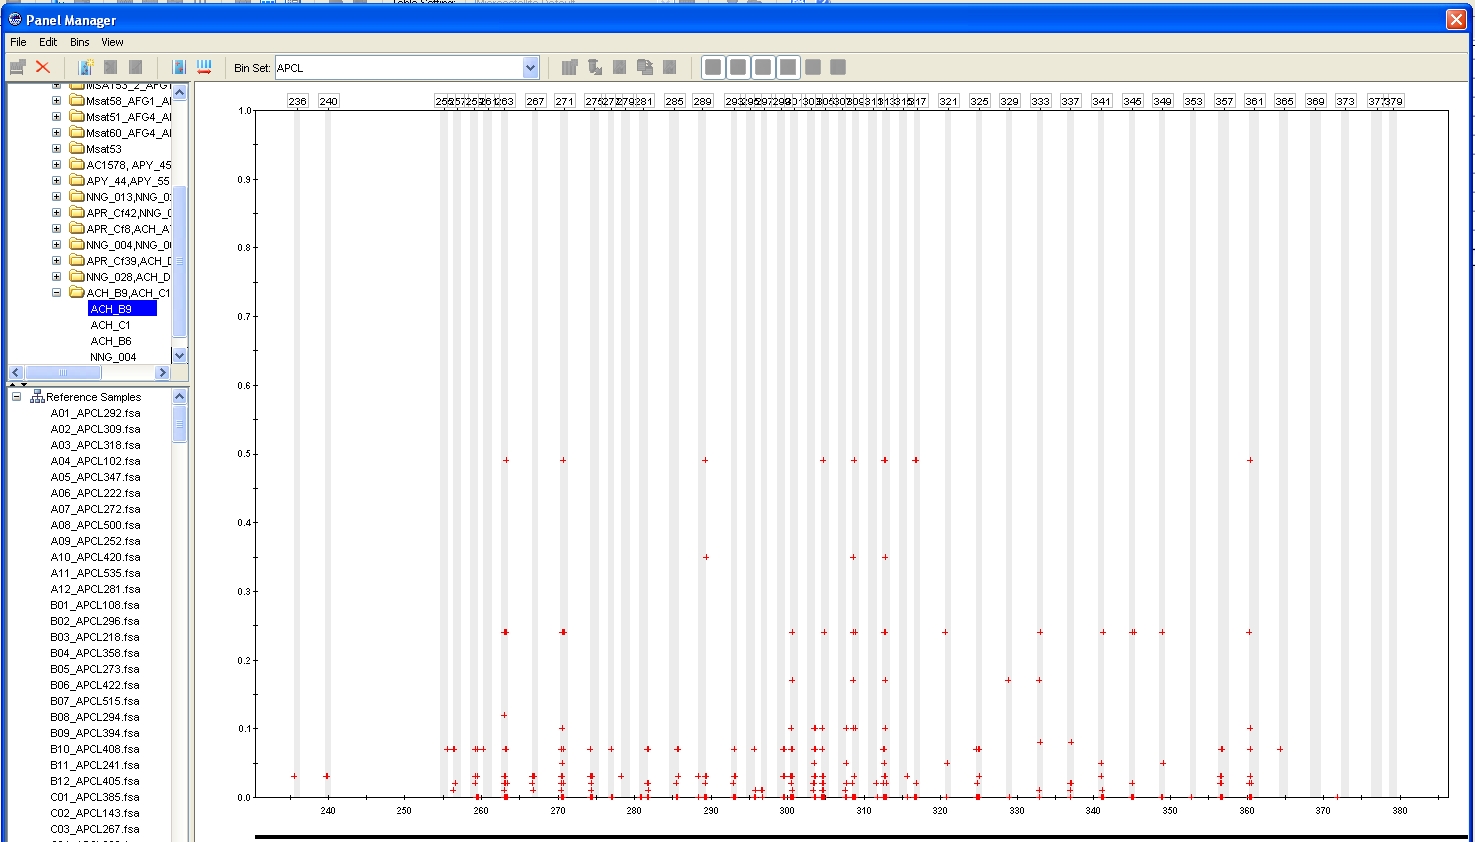 Panel Manager
File Edit Bins View
Bin Set: APCL
Msat58_AFG1_A
Msat51_AFG4_A
Msat60_AFG4_A
Msat53
AC1578, APY_45
APY_44,APY_55
NNG_013,NNG_0
APR_Cf42,NNG_0
APR_Cf8,ACH_A
NNG_004,NNG_0
APR_Cf39,ACH_D
NNG_028,ACH_D
ACH_B9,ACH_C1
ACH_B9
ACH_C1
ACH_B6
NNG_004
Reference Samples
A01_APCL292.fsa
A02_APCL309.fsa
A03_APCL318.fsa
A04_APCL102.fsa
A05_APCL347.fsa
A06_APCL222.fsa
A07_APCL272.fsa
A08_APCL500.fsa
A09_APCL252.fsa
A10_APCL420.fsa
A11_APCL535.fsa
A12_APCL281.fsa
B01_APCL108.fsa
B02_APCL296.fsa
B03_APCL218.fsa
B04_APCL358.fsa
B05_APCL273.fsa
B06_APCL422.fsa
B07_APCL515.fsa
B08_APCL294.fsa
B09_APCL394.fsa
B10_APCL408.fsa
B11_APCL241.fsa
B12_APCL405.fsa
C01_APCL385.fsa
C02_APCL143.fsa
C03_APCL267.fsa
236 240 255 257 259 261 263 267 271 275 277 279 281 285 289 293 295 297 299 301 303 305 307 309 311 313 315 317 321 325 329 333 337 341 345 349 353 357 361 365 369 373 377 379
1.0
0.9
0.8
0.7
0.6
0.5
0.4
0.3
0.2
0.1
0.0
240 250 260 270 280 290 300 310 320 330 340 350 360 370 380